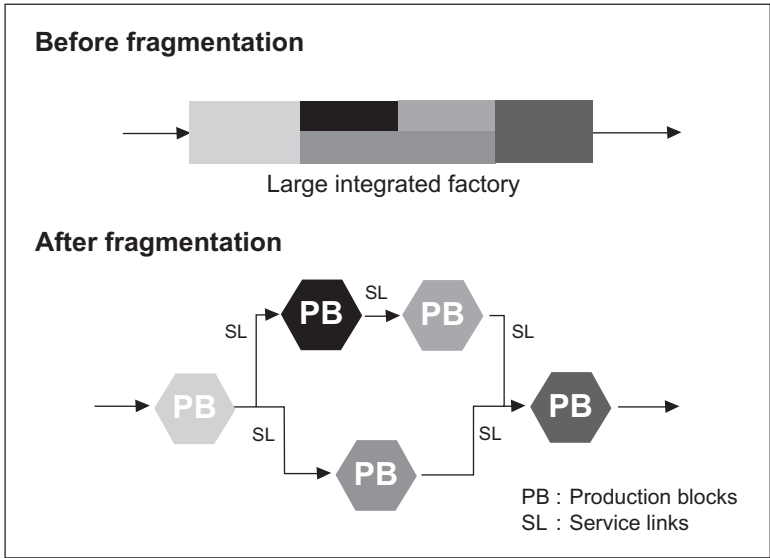 Before fragmentation
Large integrated factory
After fragmentation
PB
SL
PB
SL
PB
SL
PB
SL
PB
SL
PB : Production blocks
SL : Service links